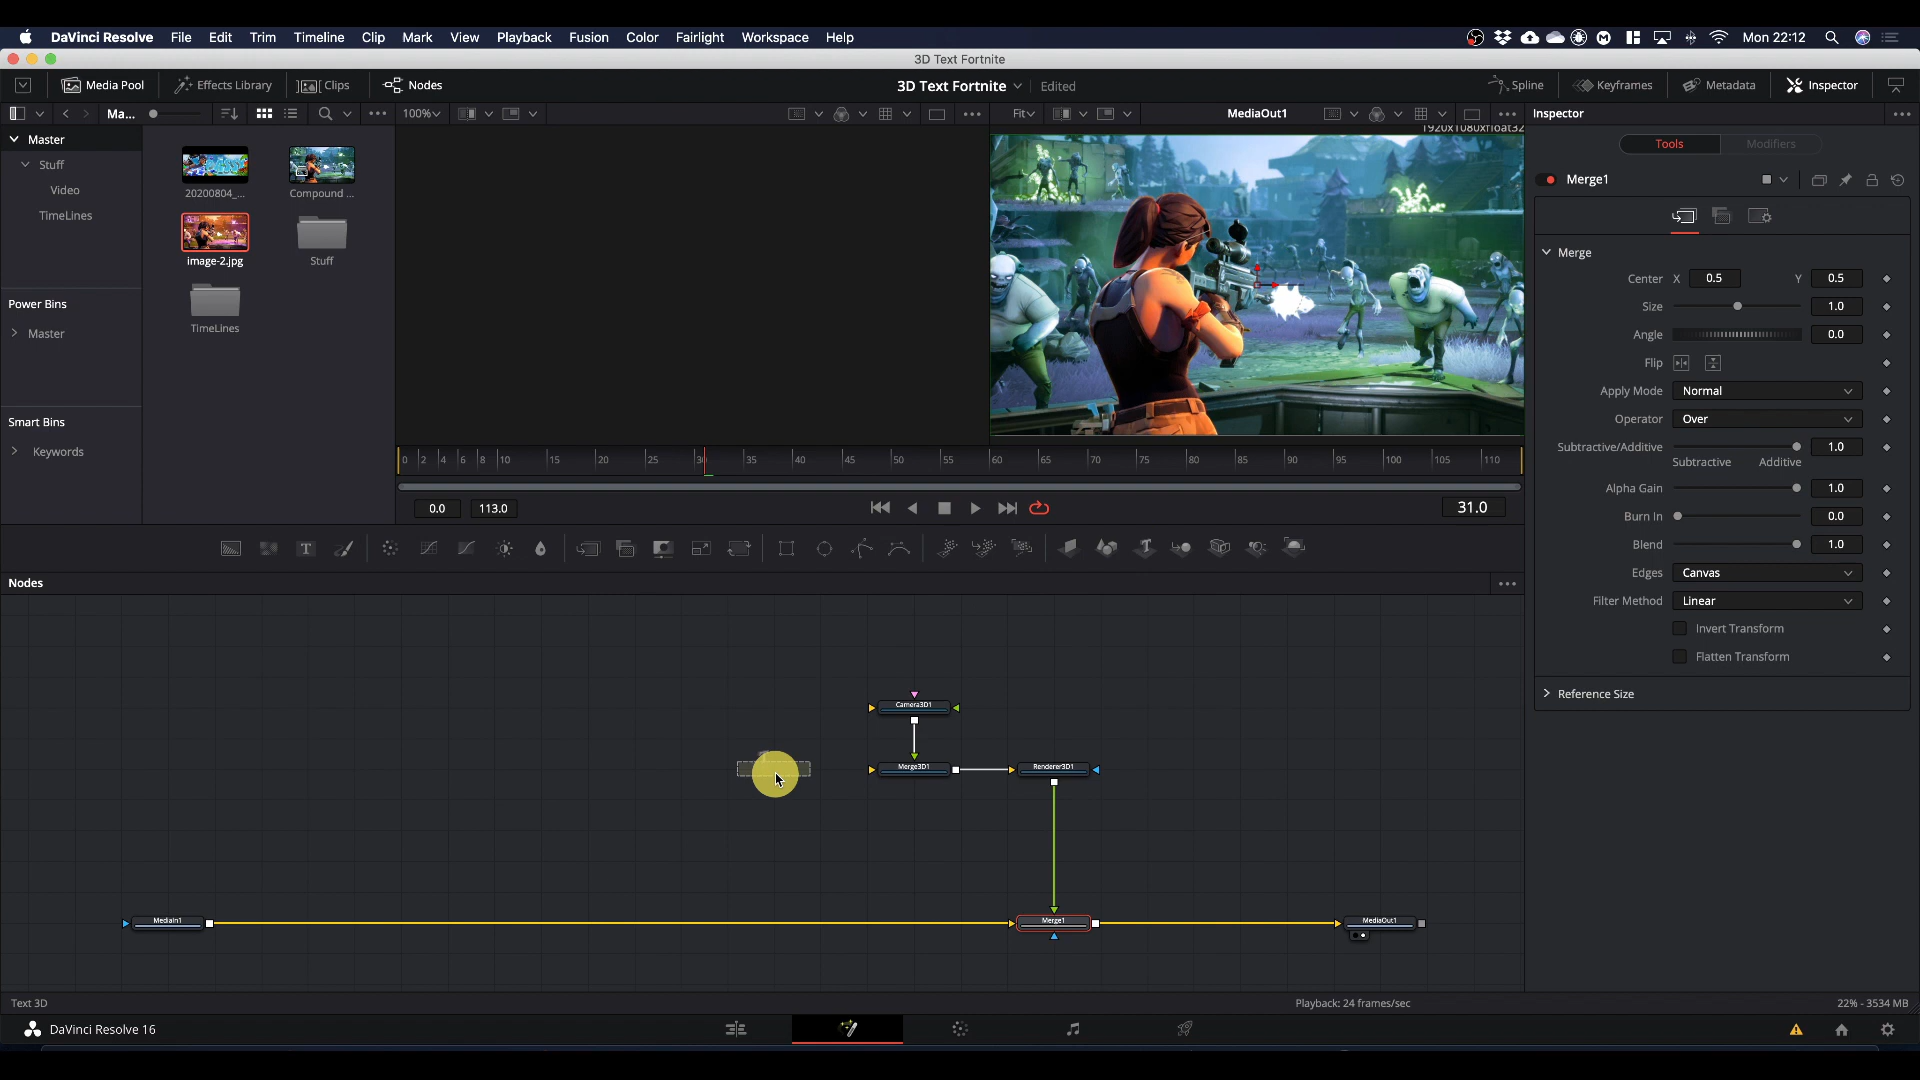 DaVinci Resolve File Edit Trim Timeline Clip Mark View Playback Fusion Color Fairlight Workspace Help Mon 22:12
3D Text Fortnite
Media Pool Effects Library Clips Nodes 3D Text Fortnite Edited Spline Keyframes Metadata Inspector
Ma... 100% Fit MediaOut1 Inspector
1920x1080xfloat32
Master
Stuff
Video
TimeLines
20200804_...
Compound ...
image-2.jpg
Stuff
TimeLines
Power Bins
Master
Smart Bins
Keywords
0 2 4 6 8 10 15 20 25 30 35 40 45 50 55 60 65 70 75 80 85 90 95 100 105 110
0.0 113.0 31.0
Tools Modifiers
Merge1
Merge
Center X 0.5 Y 0.5
Size 1.0
Angle 0.0
Flip
Apply Mode Normal
Operator Over
Subtractive/Additive 1.0
Subtractive Additive
Alpha Gain 1.0
Burn In 0.0
Blend 1.0
Edges Canvas
Filter Method Linear
Invert Transform
Flatten Transform
Reference Size
Nodes
Camera3D1
Merge3D1
Renderer3D1
MediaIn1
Merge1
MediaOut1
Text 3D Playback: 24 frames/sec 22% - 3534 MB
DaVinci Resolve 16